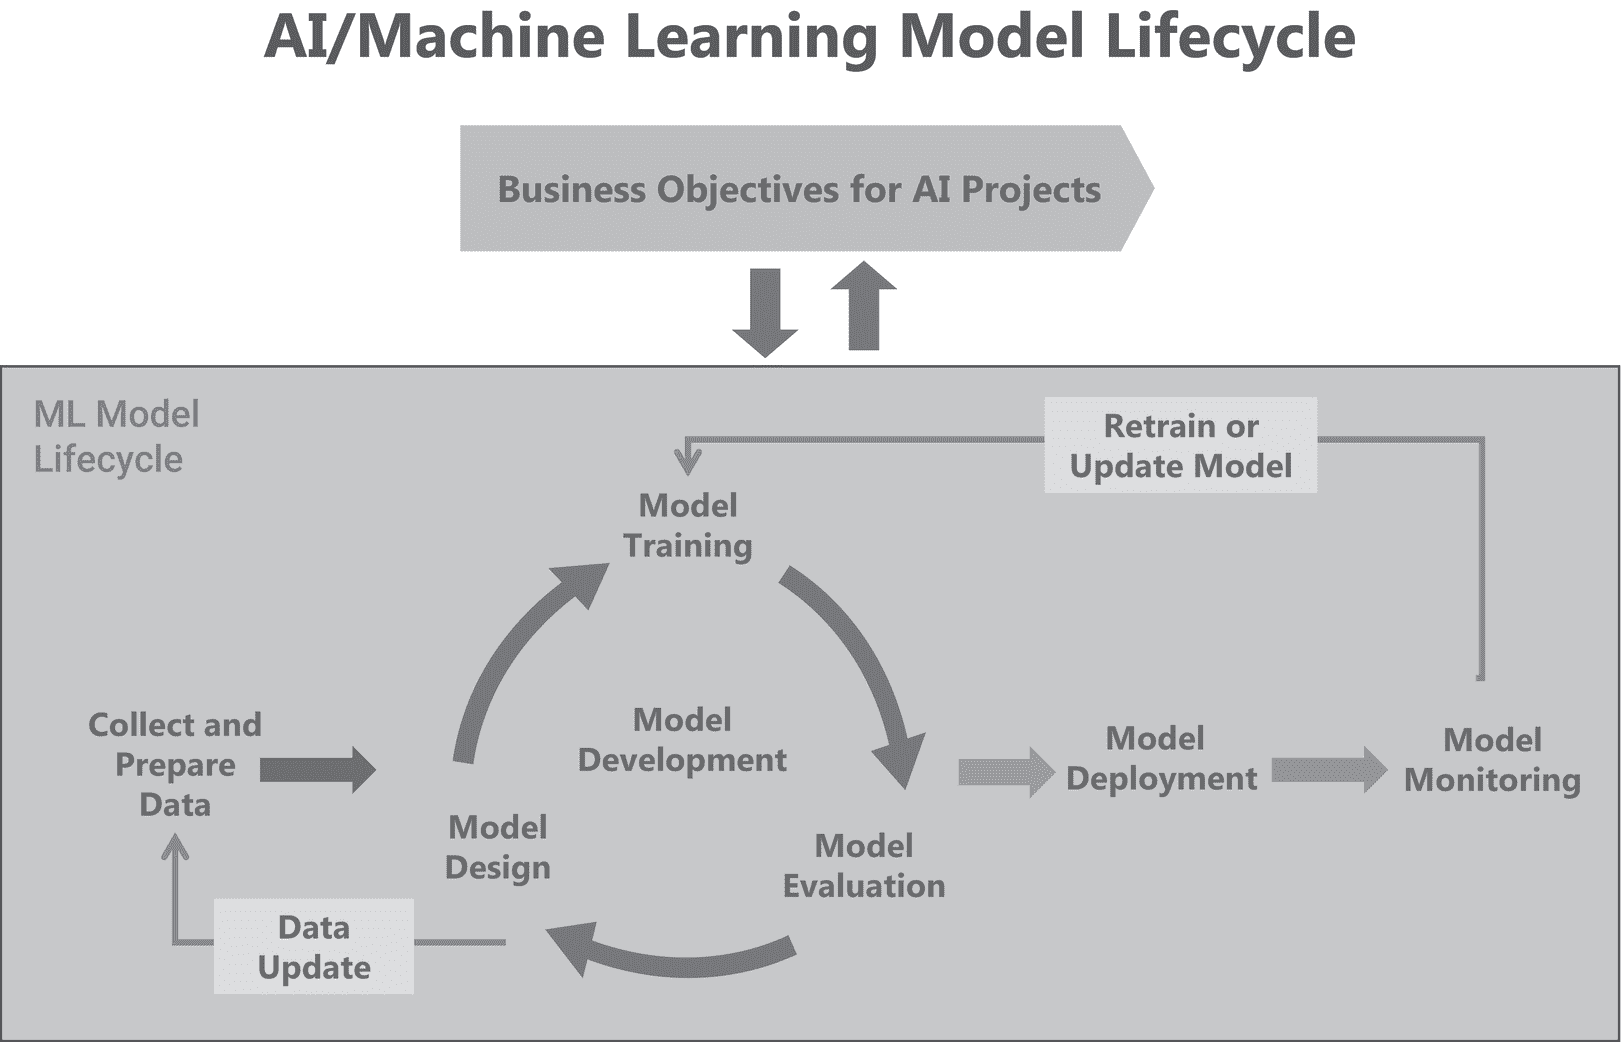 AI/Machine Learning Model Lifecycle
Business Objectives for AI Projects
ML Model
Lifecycle
Retrain or
Update Model
Model
Training
Collect and
Prepare
Data
Model
Development
Model
Deployment
Model
Monitoring
Model
Design
Model
Evaluation
Data
Update